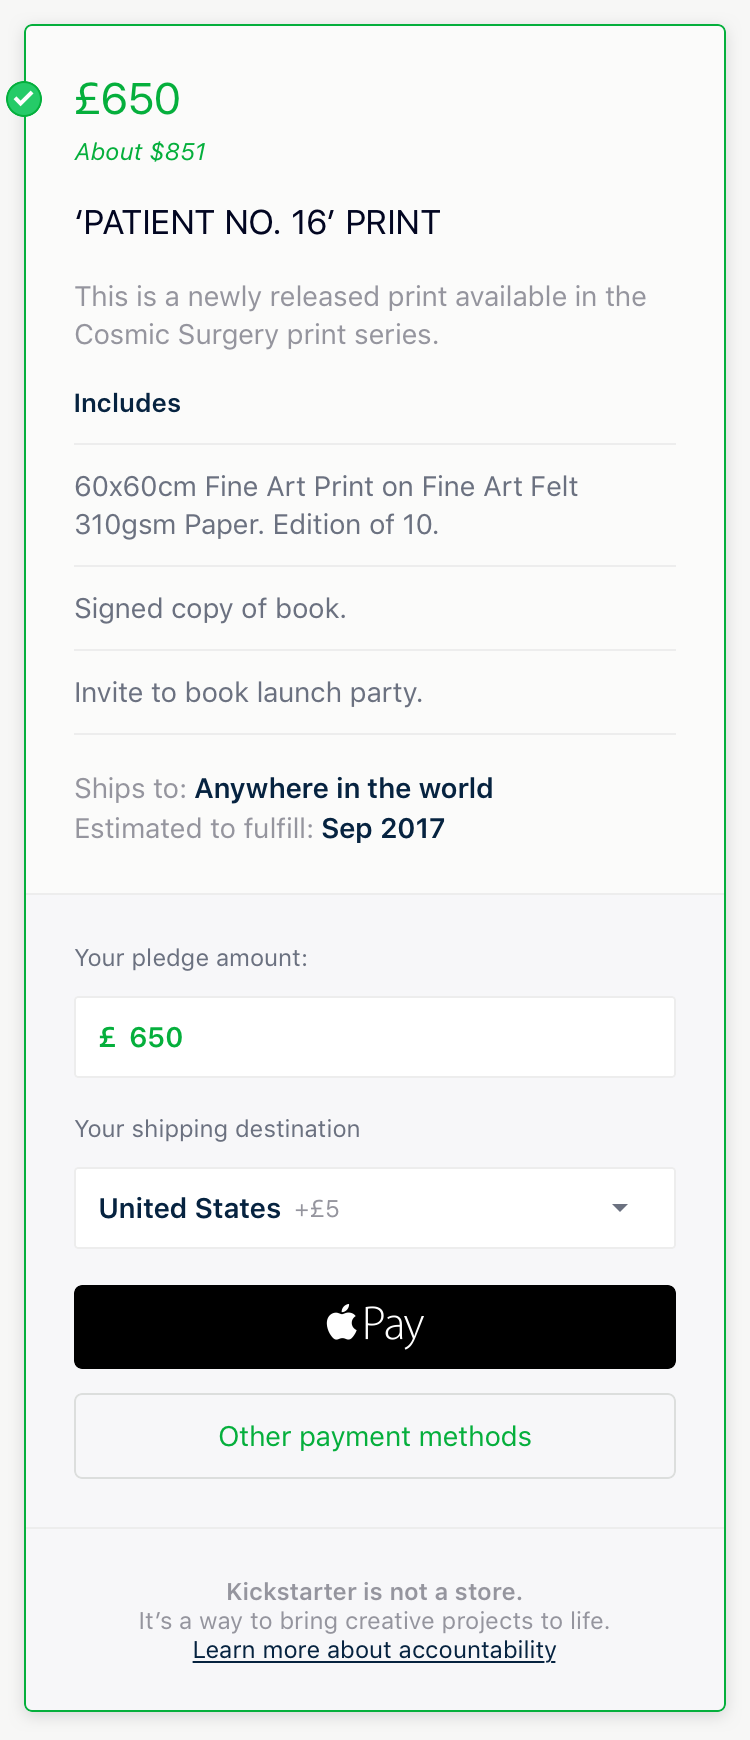 £650
About $851
‘PATIENT NO. 16’ PRINT
This is a newly released print available in the
Cosmic Surgery print series.
Includes
60x60cm Fine Art Print on Fine Art Felt
310gsm Paper. Edition of 10.
Signed copy of book.
Invite to book launch party.
Ships to: Anywhere in the world
Estimated to fulfill: Sep 2017
Your pledge amount:
£ 650
Your shipping destination
United States +£5
Pay
Other payment methods
Kickstarter is not a store.
It’s a way to bring creative projects to life.
Learn more about accountability